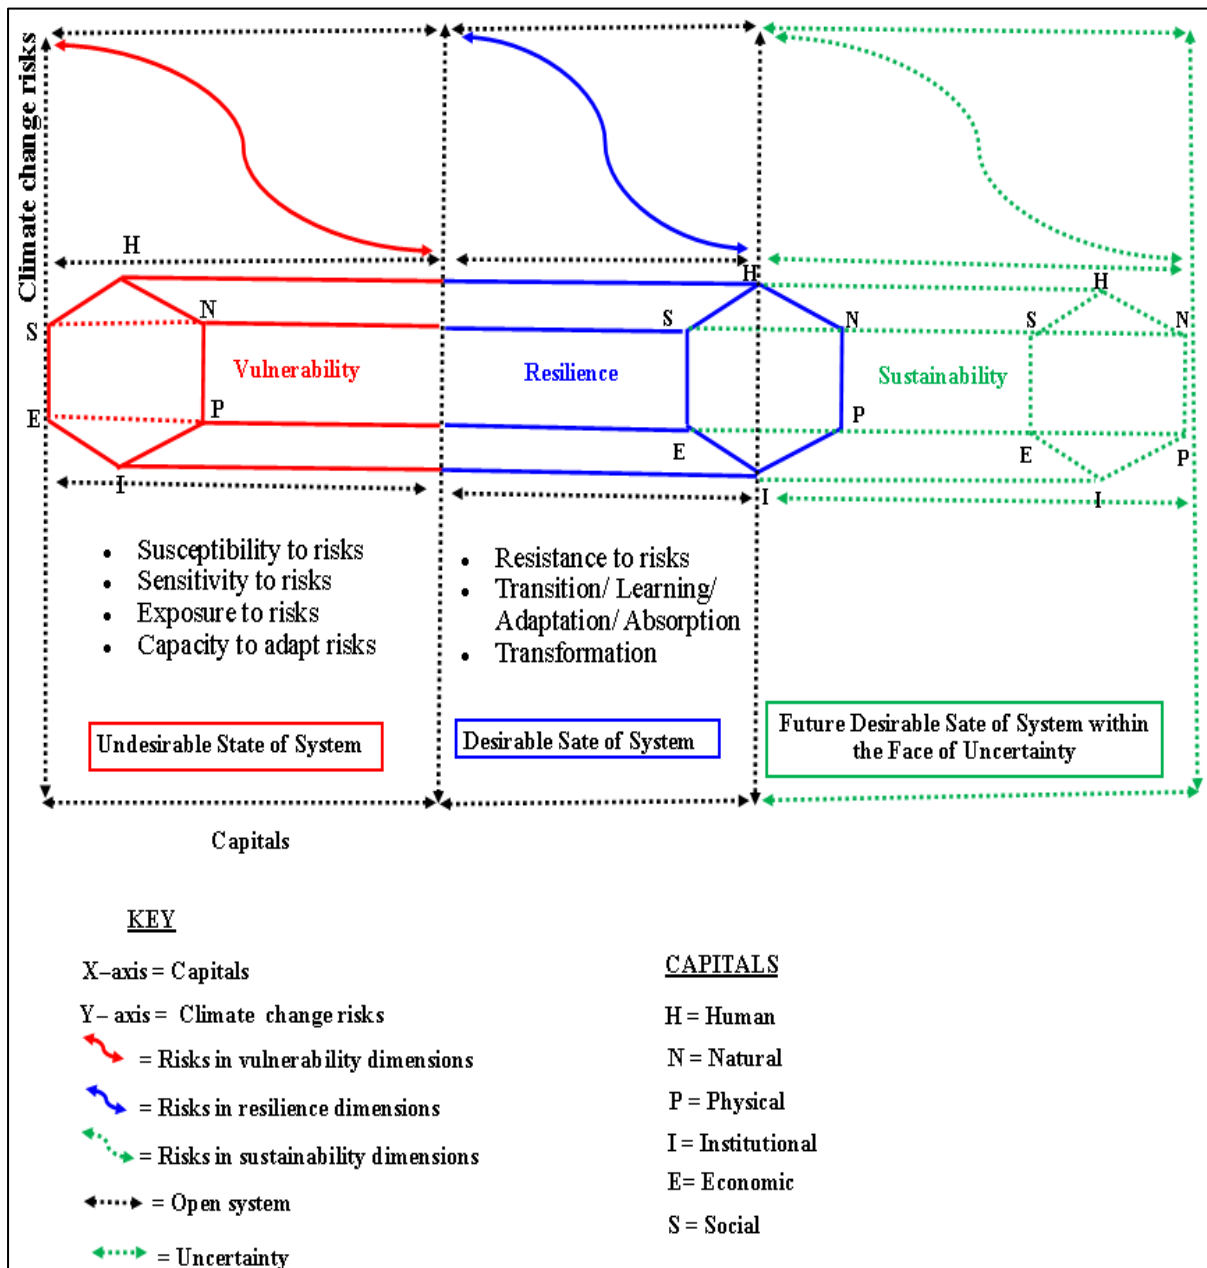 Climate change risks
H
N
S
E
P
I
Vulnerability
H
S
N
Resilience
E
P
I
H
S
N
Sustainability
E
P
I
• Susceptibility to risks
• Sensitivity to risks
• Exposure to risks
• Capacity to adapt risks
• Resistance to risks
• Transition/ Learning/
Adaptation/ Absorption
• Transformation
Undesirable State of System
Desirable Sate of System
Future Desirable Sate of System within
the Face of Uncertainty
Capitals
KEY
X–axis = Capitals
Y– axis = Climate change risks
= Risks in vulnerability dimensions
= Risks in resilience dimensions
= Risks in sustainability dimensions
= Open system
= Uncertainty
CAPITALS
H = Human
N = Natural
P = Physical
I = Institutional
E= Economic
S = Social